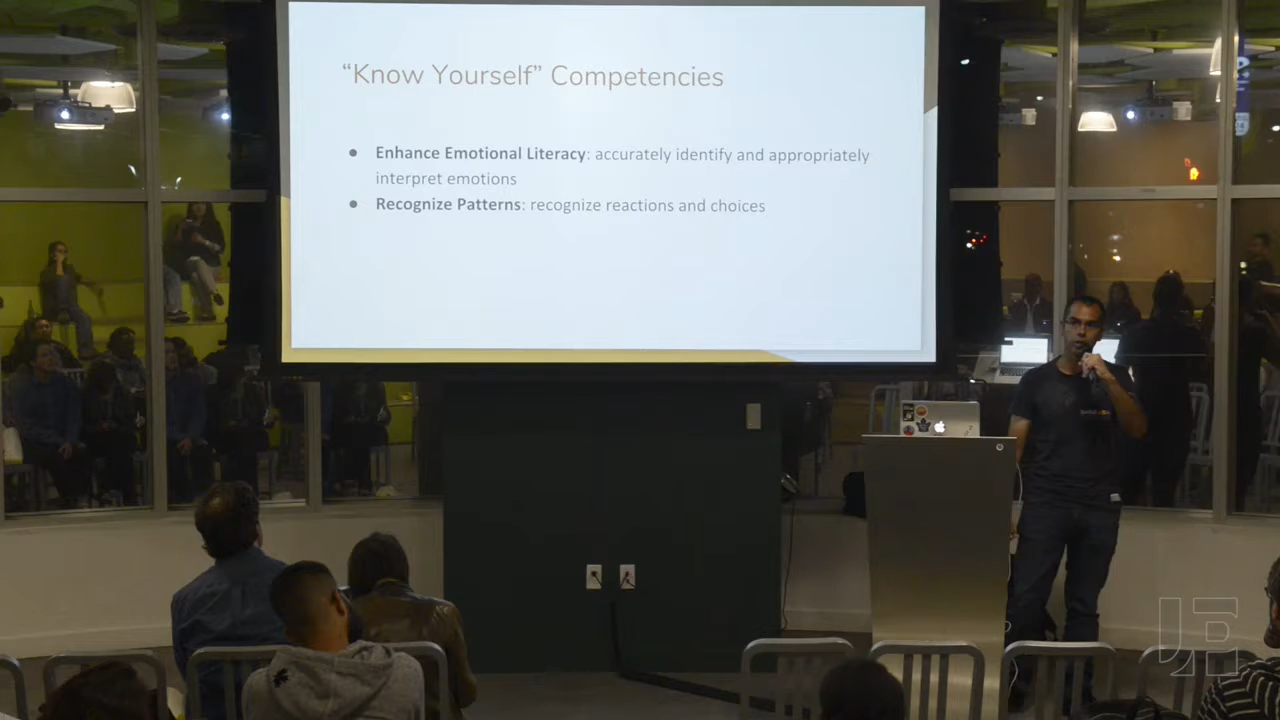 “Know Yourself” Competencies
● Enhance Emotional Literacy: accurately identify and appropriately
interpret emotions
● Recognize Patterns: recognize reactions and choices